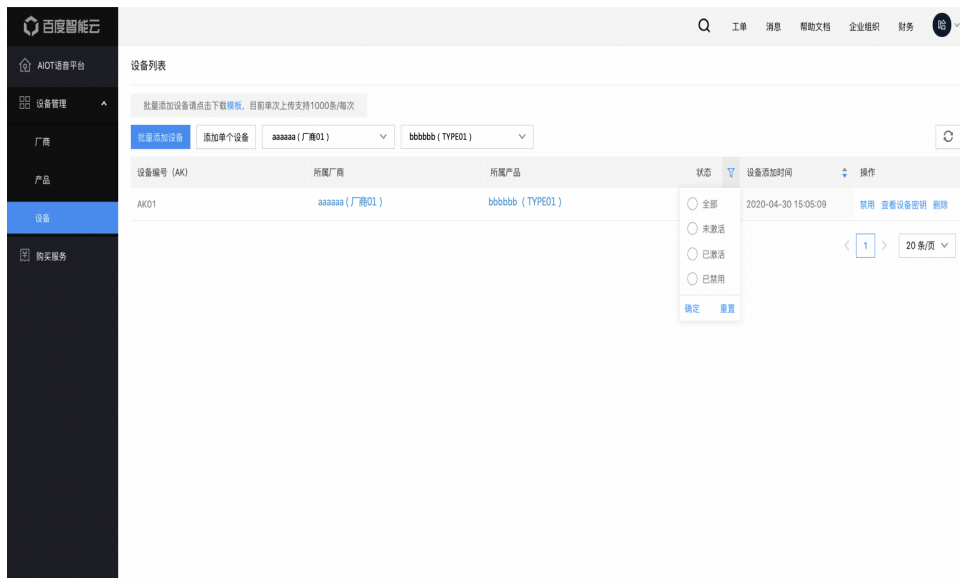 百度智能云
工单 消息 帮助文档 企业组织 财务 哈
AIOT语音平台
设备管理
厂商
产品
设备
购买服务
设备列表
批量添加设备请点击下载模板，目前单次上传支持1000条/每次
批量添加设备 添加单个设备 aaaaaa（厂商01） bbbbbb（TYPE01）
设备编号（AK） 所属厂商 所属产品 状态 设备添加时间 操作
AK01 aaaaaa（厂商01） bbbbbb （TYPE01） 2020-04-30 15:05:09 禁用 查看设备密钥 删除
全部
未激活
已激活
已禁用
确定 重置
1 20 条/页